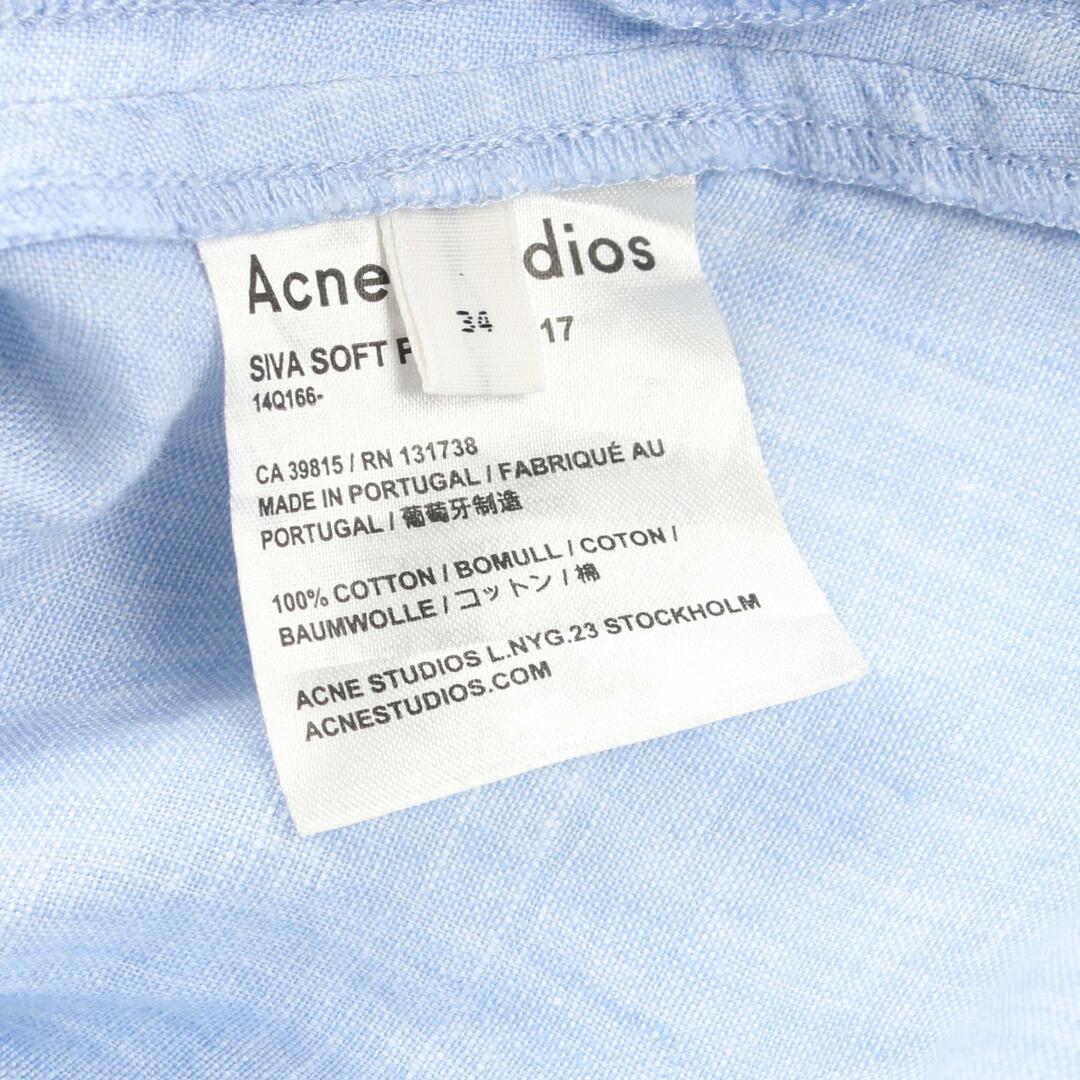 Acne dios
34
SIVA SOFT 17
14Q166-
CA 39815 / RN 131738
MADE IN PORTUGAL / FABRIQUÉ AU
PORTUGAL / 葡萄牙制造
100% COTTON / BOMULL / COTON /
BAUMWOLLE / コットン / 棉
ACNE STUDIOS L.NYG.23 STOCKHOLM
ACNESTUDIOS.COM